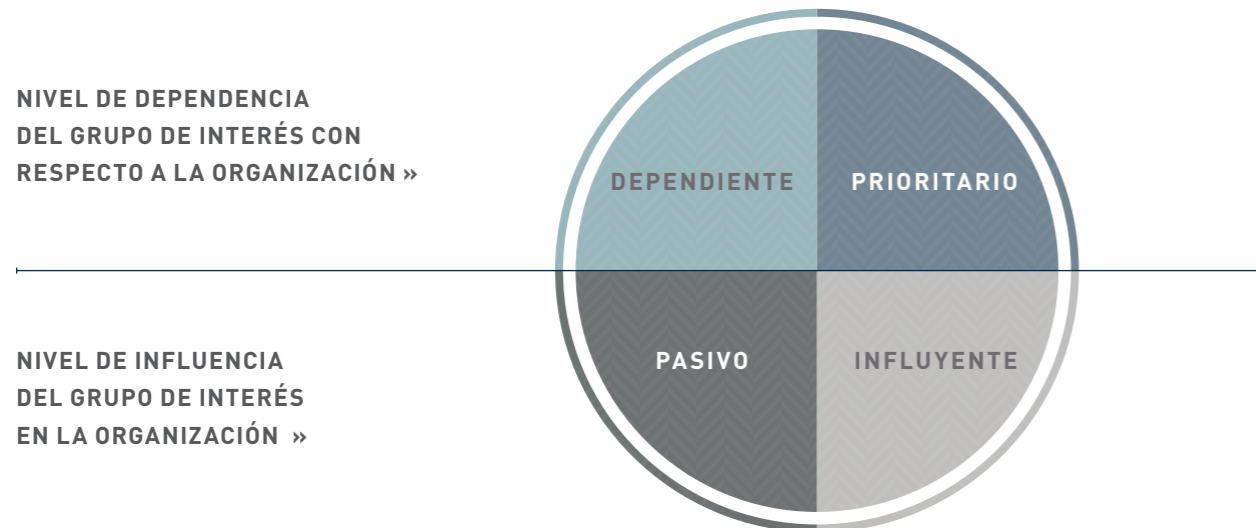 NIVEL DE DEPENDENCIA
DEL GRUPO DE INTERÉS CON
RESPECTO A LA ORGANIZACIÓN »
DEPENDIENTE
PRIORITARIO
NIVEL DE INFLUENCIA
DEL GRUPO DE INTERÉS
EN LA ORGANIZACIÓN »
PASIVO
INFLUYENTE